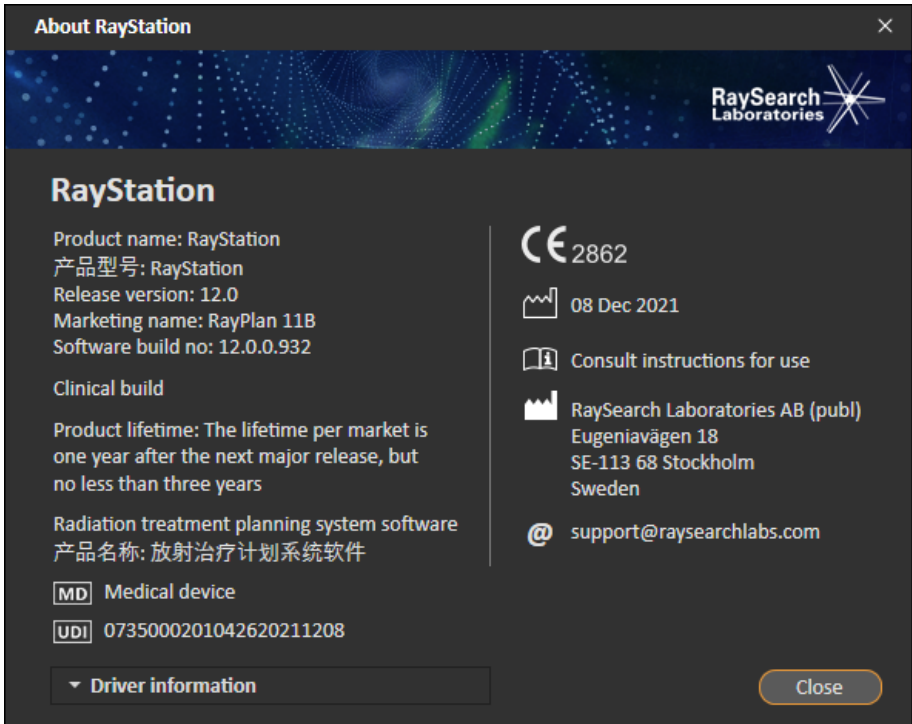 About RayStation
RaySearch
Laboratories
RayStation
Product name: RayStation
产品型号: RayStation
Release version: 12.0
Marketing name: RayPlan 11B
Software build no: 12.0.0.932
Clinical build
Product lifetime: The lifetime per market is
one year after the next major release, but
no less than three years
Radiation treatment planning system software
产品名称: 放射治疗计划系统软件
MD Medical device
UDI 0735000201042620211208
Driver information
CE 2862
08 Dec 2021
Consult instructions for use
RaySearch Laboratories AB (publ)
Eugeniavägen 18
SE-113 68 Stockholm
Sweden
@ support@raysearchlabs.com
Close